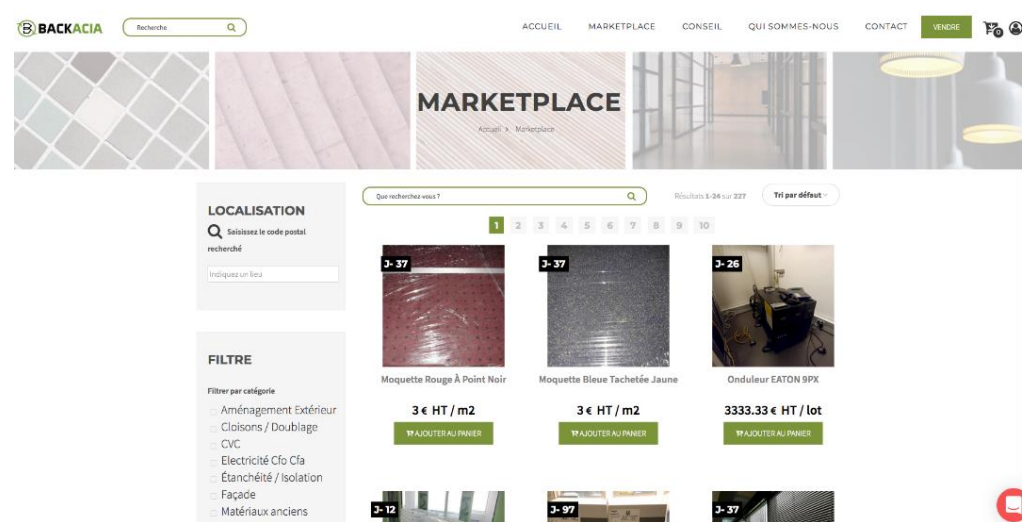 BACKACIA
Recherche
ACCUEIL MARKETPLACE CONSEIL QUI SOMMES-NOUS CONTACT VENDRE 0
MARKETPLACE
Accueil > Marketplace
LOCALISATION
Saisissez le code postal
recherché
Indiquez un lieu
FILTRE
Filtrer par catégorie
Aménagement Extérieur
Cloisons / Doublage
CVC
Electricité Cfo Cfa
Étanchéité / Isolation
Façade
Matériaux anciens
Que recherchez-vous ?
Résultats 1-24 sur 227
Tri par défaut
1 2 3 4 5 6 7 8 9 10
J- 37
Moquette Rouge À Point Noir
3 € HT / m2
AJOUTER AU PANIER
J- 37
Moquette Bleue Tachetée Jaune
3 € HT / m2
AJOUTER AU PANIER
J- 26
Onduleur EATON 9PX
3333.33 € HT / lot
AJOUTER AU PANIER
J- 12
J- 97
J- 37